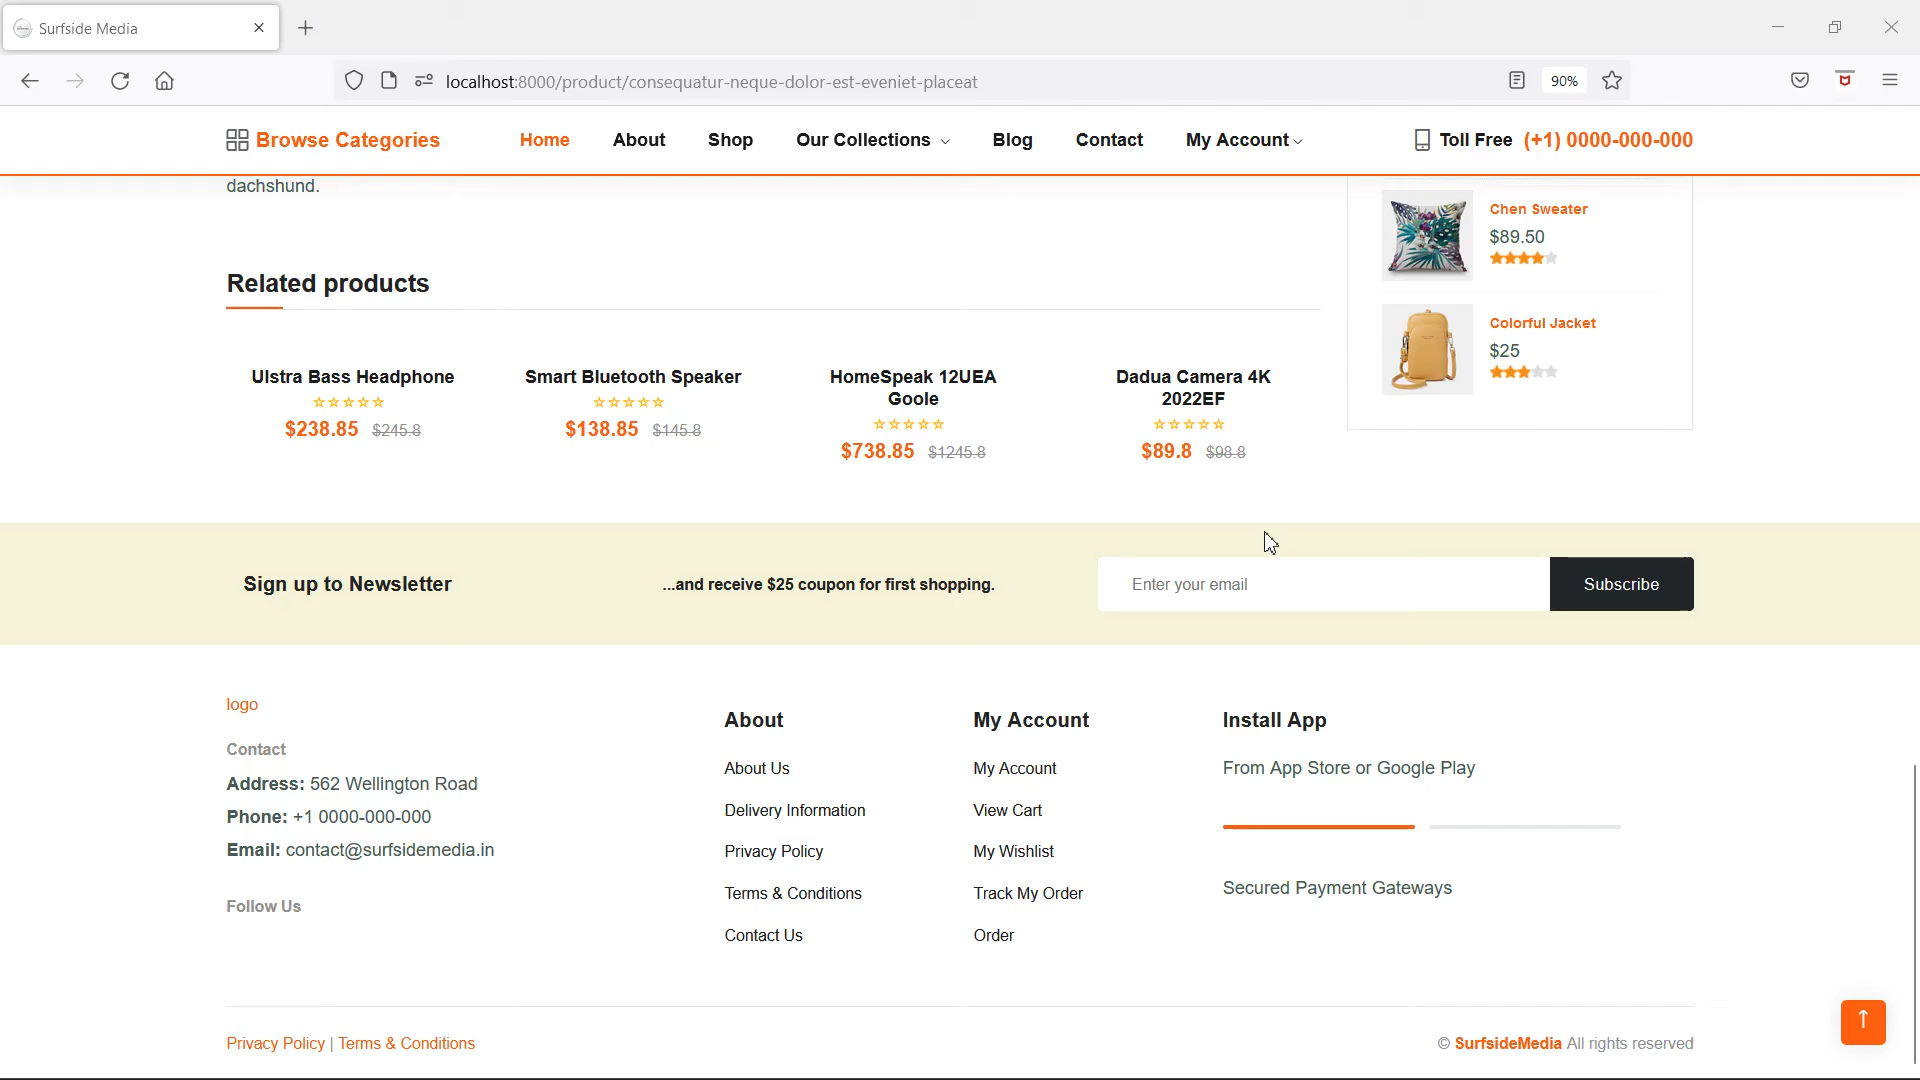 Surfside Media
localhost:8000/product/consequatur-neque-dolor-est-eveniet-placeat
90%
Browse Categories
Home
About
Shop
Our Collections
Blog
Contact
My Account
Toll Free (+1) 0000-000-000
dachshund.
Chen Sweater
$89.50
Colorful Jacket
$25
Related products
Ulstra Bass Headphone
$238.85 $245.8
Smart Bluetooth Speaker
$138.85 $145.8
HomeSpeak 12UEA
Goole
$738.85 $1245.8
Dadua Camera 4K
2022EF
$89.8 $98.8
Sign up to Newsletter
...and receive $25 coupon for first shopping.
Enter your email
Subscribe
logo
Contact
Address: 562 Wellington Road
Phone: +1 0000-000-000
Email: contact@surfsidemedia.in
Follow Us
About
About Us
Delivery Information
Privacy Policy
Terms & Conditions
Contact Us
My Account
My Account
View Cart
My Wishlist
Track My Order
Order
Install App
From App Store or Google Play
Secured Payment Gateways
Privacy Policy | Terms & Conditions
© SurfsideMedia All rights reserved